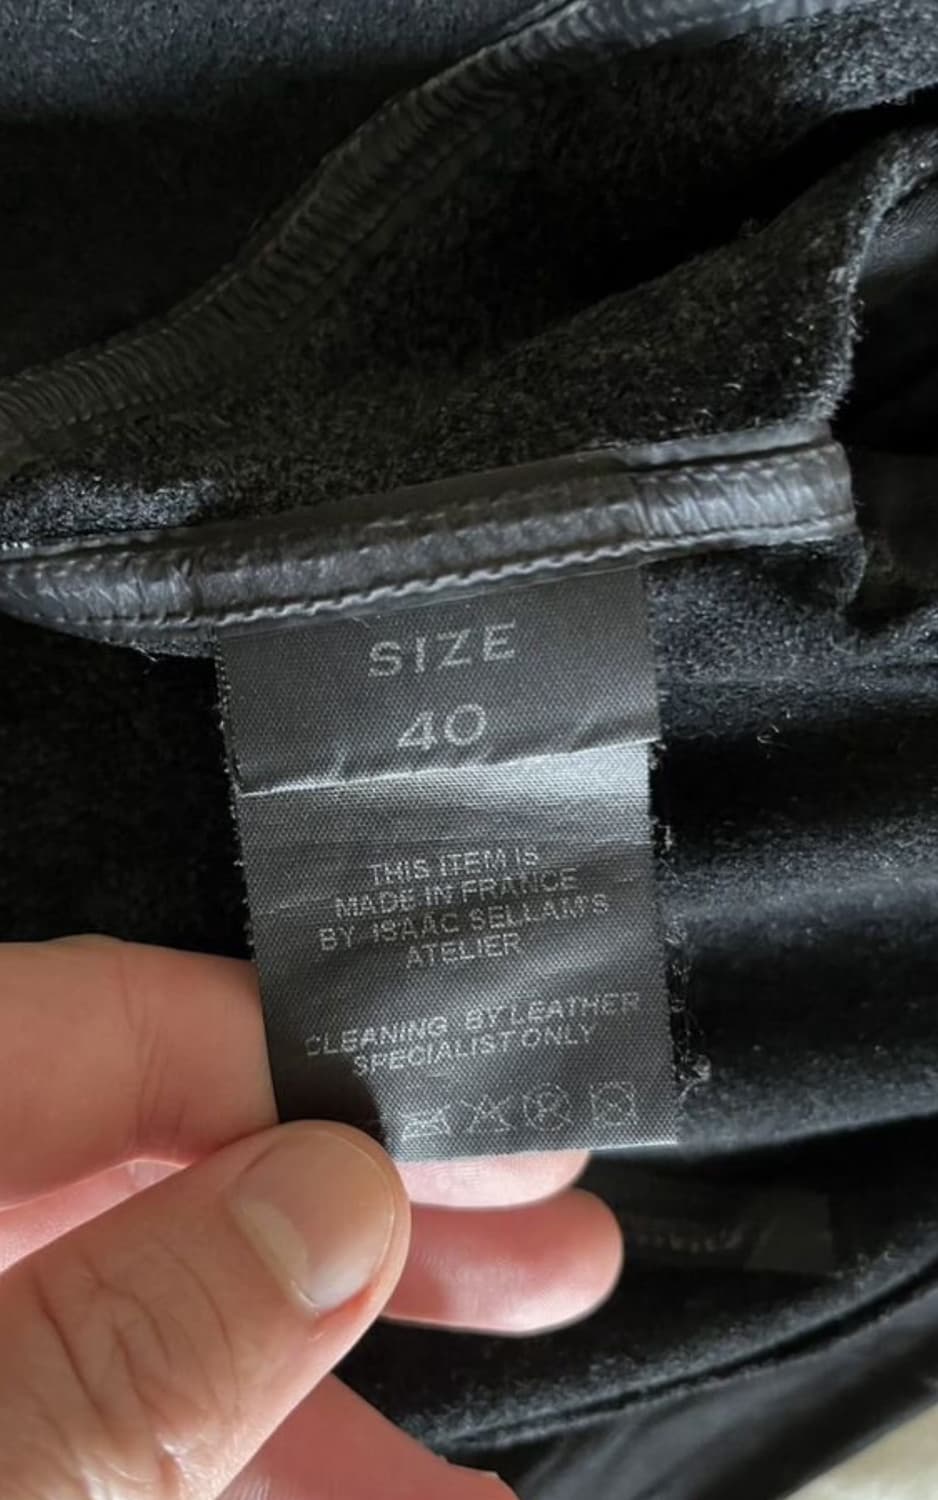 SIZE
40
THIS ITEM IS
MADE IN FRANCE
BY ISAAC SELLAM'S
ATELIER
CLEANING BY LEATHER
SPECIALIST ONLY